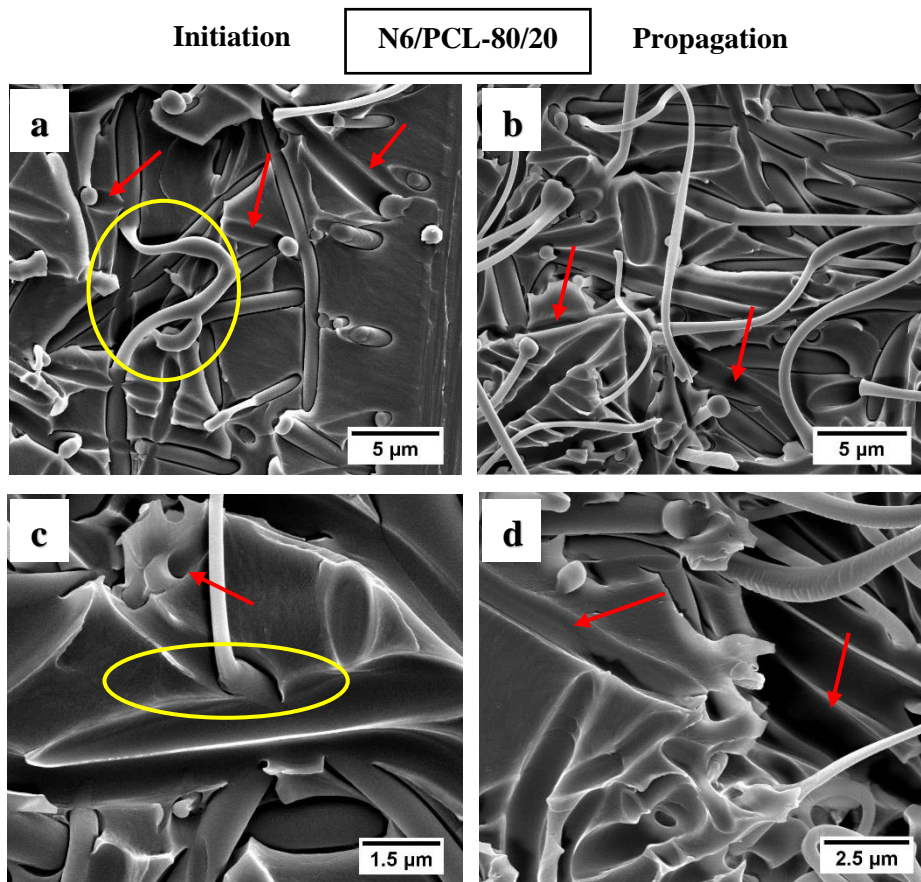 Initiation N6/PCL-80/20 Propagation
a
b
5 µm
5 µm
c
d
1.5 µm
2.5 µm